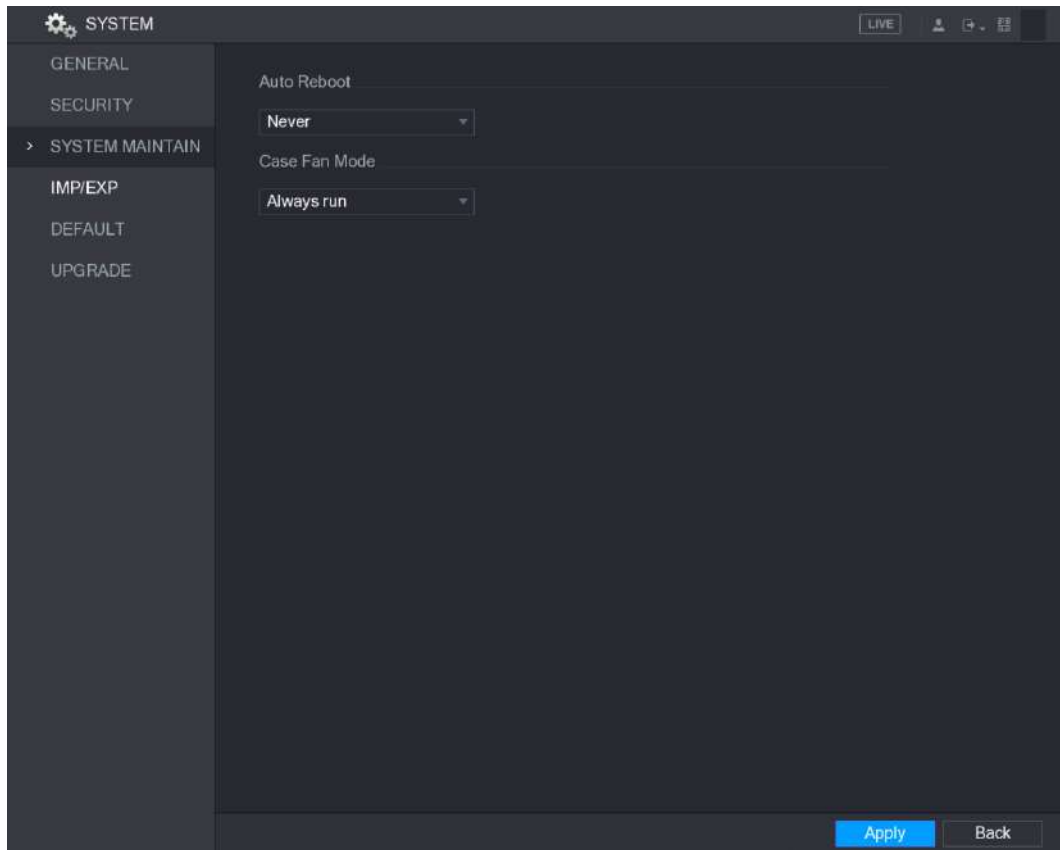 SYSTEM
LIVE
GENERAL
SECURITY
> SYSTEM MAINTAIN
IMP/EXP
DEFAULT
UPGRADE
Auto Reboot
Never
Case Fan Mode
Always run
Apply
Back